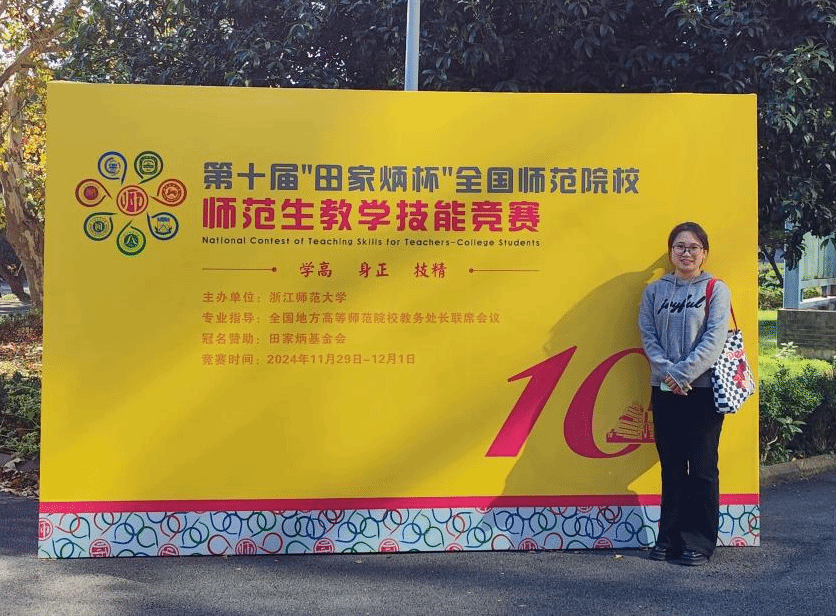 第十届"田家炳杯"全国师范院校
师范生教学技能竞赛
National Contest of Teaching Skills for Teachers-College Students
学高 身正 技精
主办单位：浙江师范大学
专业指导：全国地方高等师范院校教务处长联席会议
冠名赞助：田家炳基金会
竞赛时间：2024年11月29日-12月1日
10
joyful